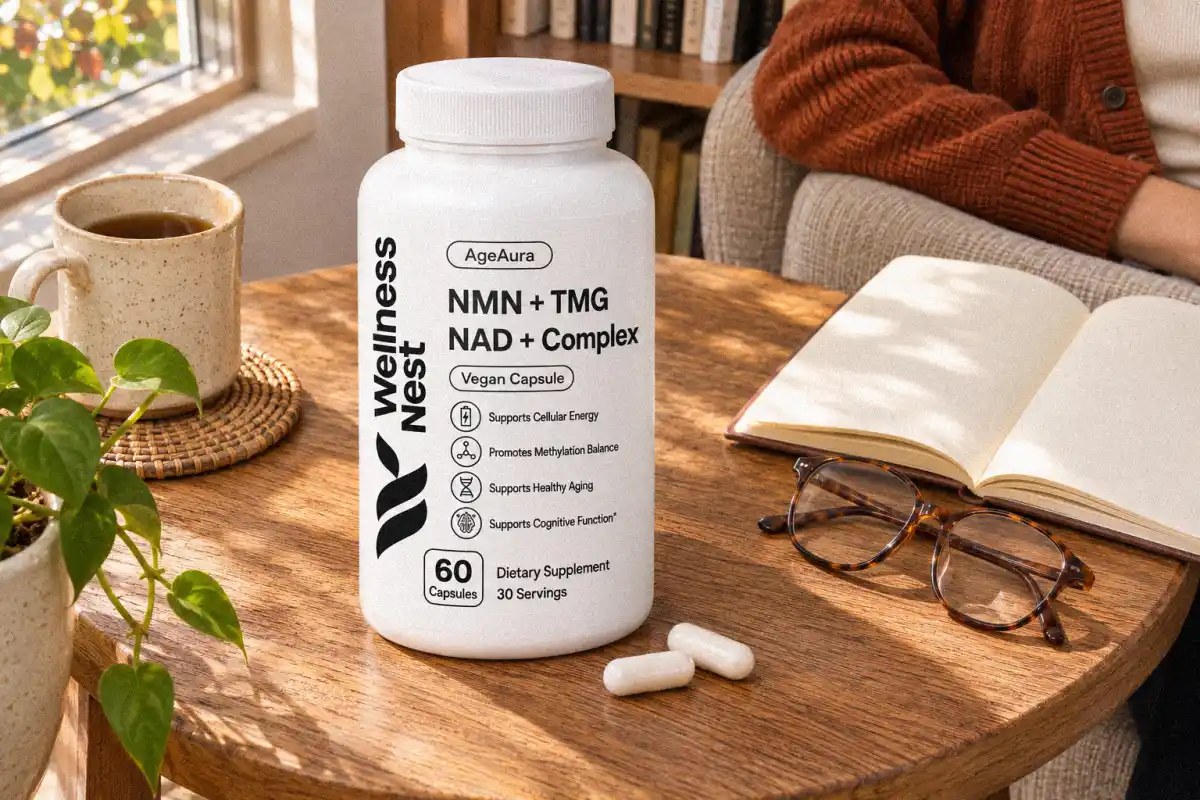 Wellness
Nest
AgeAura
NMN + TMG
NAD + Complex
Vegan Capsule
Supports Cellular Energy
Promotes Methylation Balance
Supports Healthy Aging
Supports Cognitive Function*
60
Capsules
Dietary Supplement
30 Servings